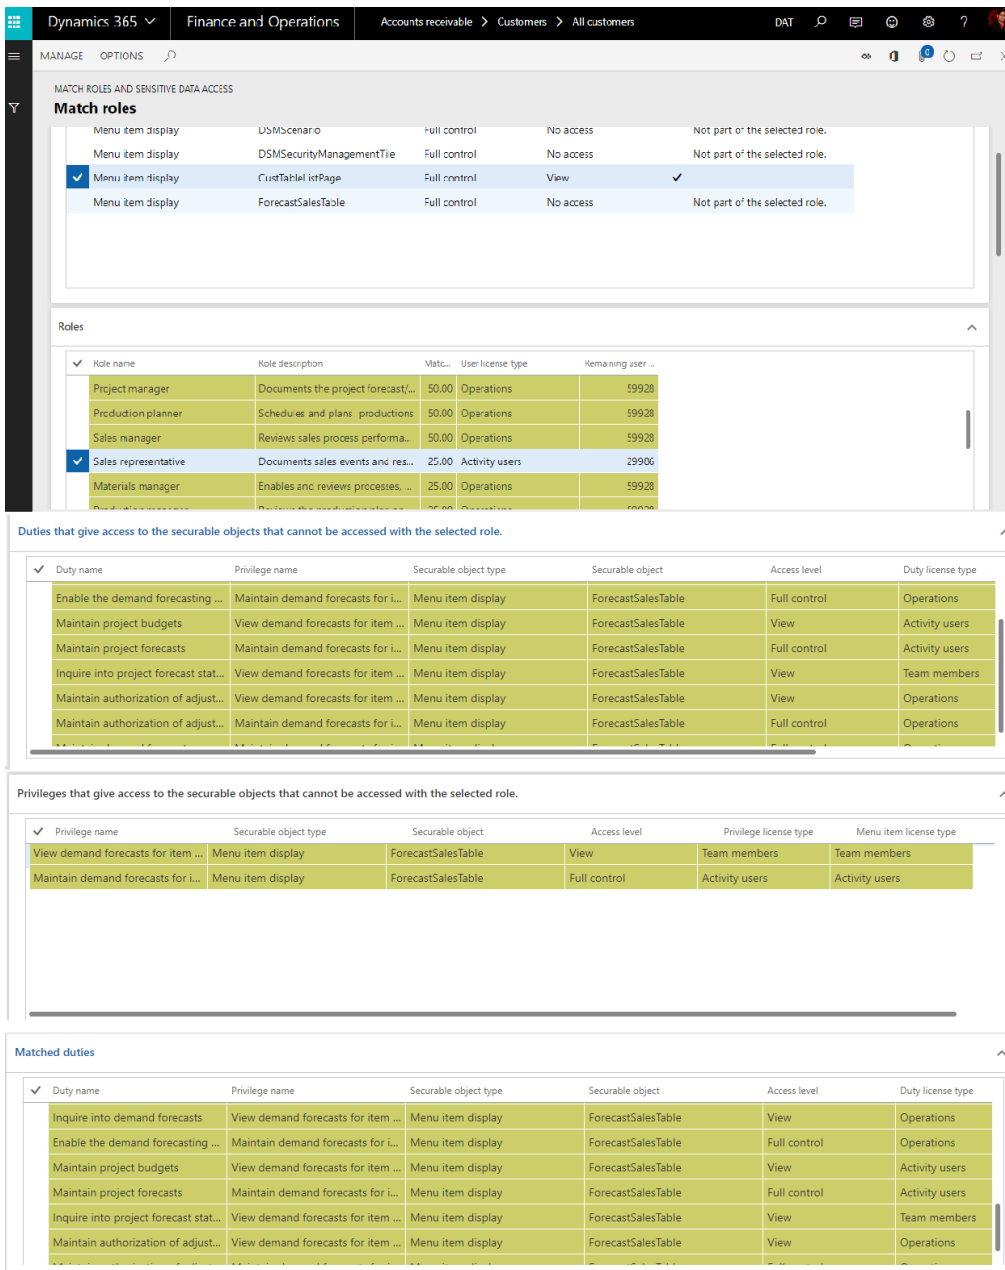 Dynamics 365 Finance and Operations Accounts receivable > Customers > All customers DAT ?
MANAGE OPTIONS 0
MATCH ROLES AND SENSITIVE DATA ACCESS
Match roles
Menu item display DSMScenario Full control No access Not part of the selected role.
Menu item display DSMSecurityManagementTile Full control No access Not part of the selected role.
Menu item display CustTableListPage Full control View
Menu item display ForecastSalesTable Full control No access Not part of the selected role.
Roles
Role name Role description Matc... User license type Remaining user ...
Project manager Documents the project forecast/... 50.00 Operations 59928
Production planner Schedules and plans productions 50.00 Operations 59928
Sales manager Reviews sales process performa... 50.00 Operations 59928
Sales representative Documents sales events and res... 25.00 Activity users 29986
Materials manager Enables and reviews processes, ... 25.00 Operations 59928
Production manager Reviews the production plan an... 25.00 Operations 59928
Duties that give access to the securable objects that cannot be accessed with the selected role.
Duty name Privilege name Securable object type Securable object Access level Duty license type
Enable the demand forecasting ... Maintain demand forecasts for i... Menu item display ForecastSalesTable Full control Operations
Maintain project budgets View demand forecasts for item ... Menu item display ForecastSalesTable View Activity users
Maintain project forecasts Maintain demand forecasts for i... Menu item display ForecastSalesTable Full control Activity users
Inquire into project forecast stat... View demand forecasts for item ... Menu item display ForecastSalesTable View Team members
Maintain authorization of adjust... View demand forecasts for item ... Menu item display ForecastSalesTable View Operations
Maintain authorization of adjust... Maintain demand forecasts for i... Menu item display ForecastSalesTable Full control Operations
Privileges that give access to the securable objects that cannot be accessed with the selected role.
Privilege name Securable object type Securable object Access level Privilege license type Menu item license type
View demand forecasts for item ... Menu item display ForecastSalesTable View Team members Team members
Maintain demand forecasts for i... Menu item display ForecastSalesTable Full control Activity users Activity users
Matched duties
Duty name Privilege name Securable object type Securable object Access level Duty license type
Inquire into demand forecasts View demand forecasts for item ... Menu item display ForecastSalesTable View Operations
Enable the demand forecasting ... Maintain demand forecasts for i... Menu item display ForecastSalesTable Full control Operations
Maintain project budgets View demand forecasts for item ... Menu item display ForecastSalesTable View Activity users
Maintain project forecasts Maintain demand forecasts for i... Menu item display ForecastSalesTable Full control Activity users
Inquire into project forecast stat... View demand forecasts for item ... Menu item display ForecastSalesTable View Team members
Maintain authorization of adjust... View demand forecasts for item ... Menu item display ForecastSalesTable View Operations